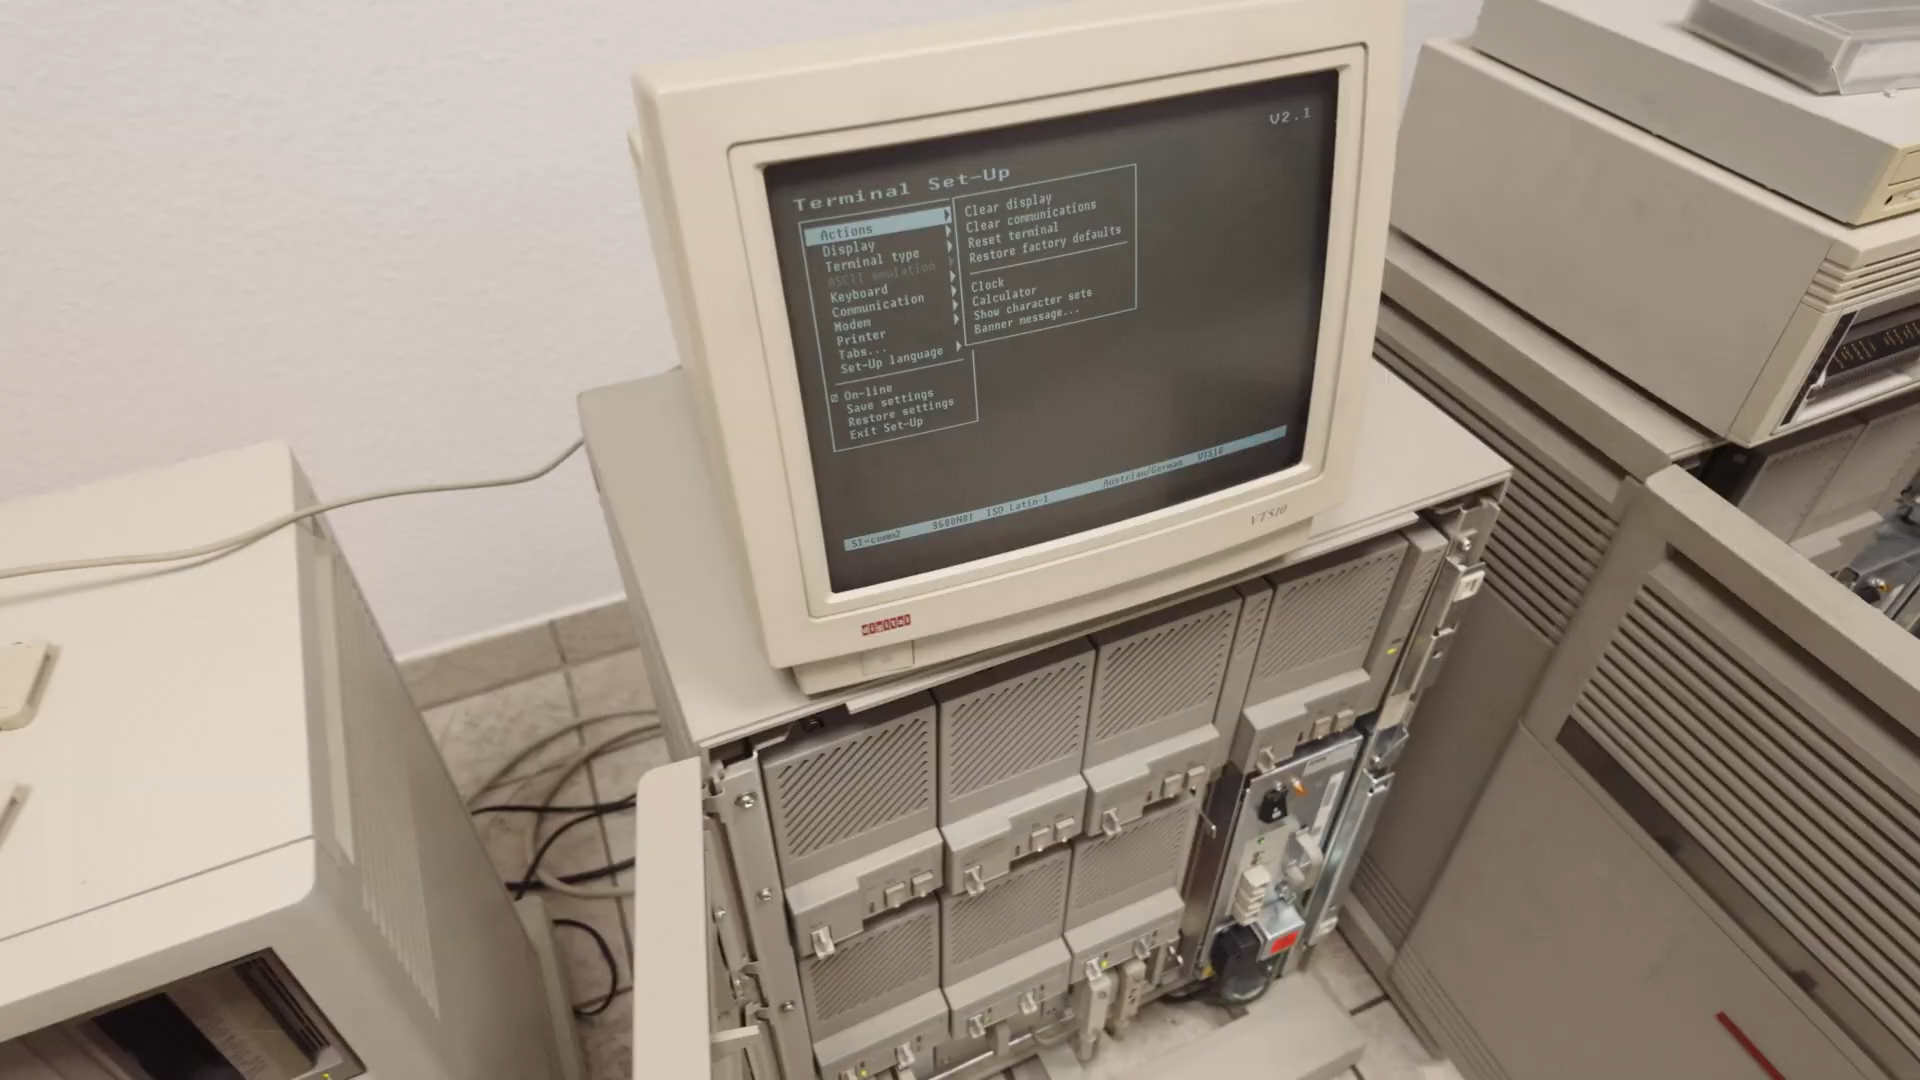 V2.1
Terminal Set-Up
Actions
Display
Terminal type
ASCII emulation
Keyboard
Communication
Modem
Printer
Tabs...
Set-Up language
On-line
Save settings
Restore settings
Exit Set-Up
Clear display
Clear communications
Reset terminal
Restore factory defaults
Clock
Calculator
Show character sets
Banner message...
S1=comm2 9600N81 ISO Latin-1 Austrian/German VT510
VT510
digital